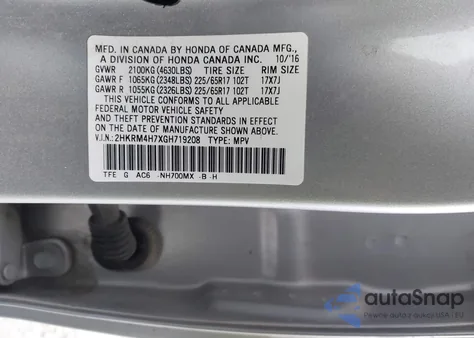 MFD. IN CANADA BY HONDA OF CANADA MFG.,
A DIVISION OF HONDA CANADA INC. 10/'16
GVWR 2100KG(4630LBS) TIRE SIZE RIM SIZE
GAWR F 1065KG(2348LBS) 225/65R17 102T 17X7J
GAWR R 1055KG(2326LBS) 225/65R17 102T 17X7J
THIS VEHICLE CONFORMS TO ALL APPLICABLE
FEDERAL MOTOR VEHICLE SAFETY, BUMPER
AND THEFT PREVENTION STANDARDS IN EFFECT
ON THE DATE OF MANUFACTURE SHOWN ABOVE.
V.I.N.: 2HKRM4H7XGH719208 TYPE: MPV
TFE G AC6 -NH700MX -B -H
autoSnap